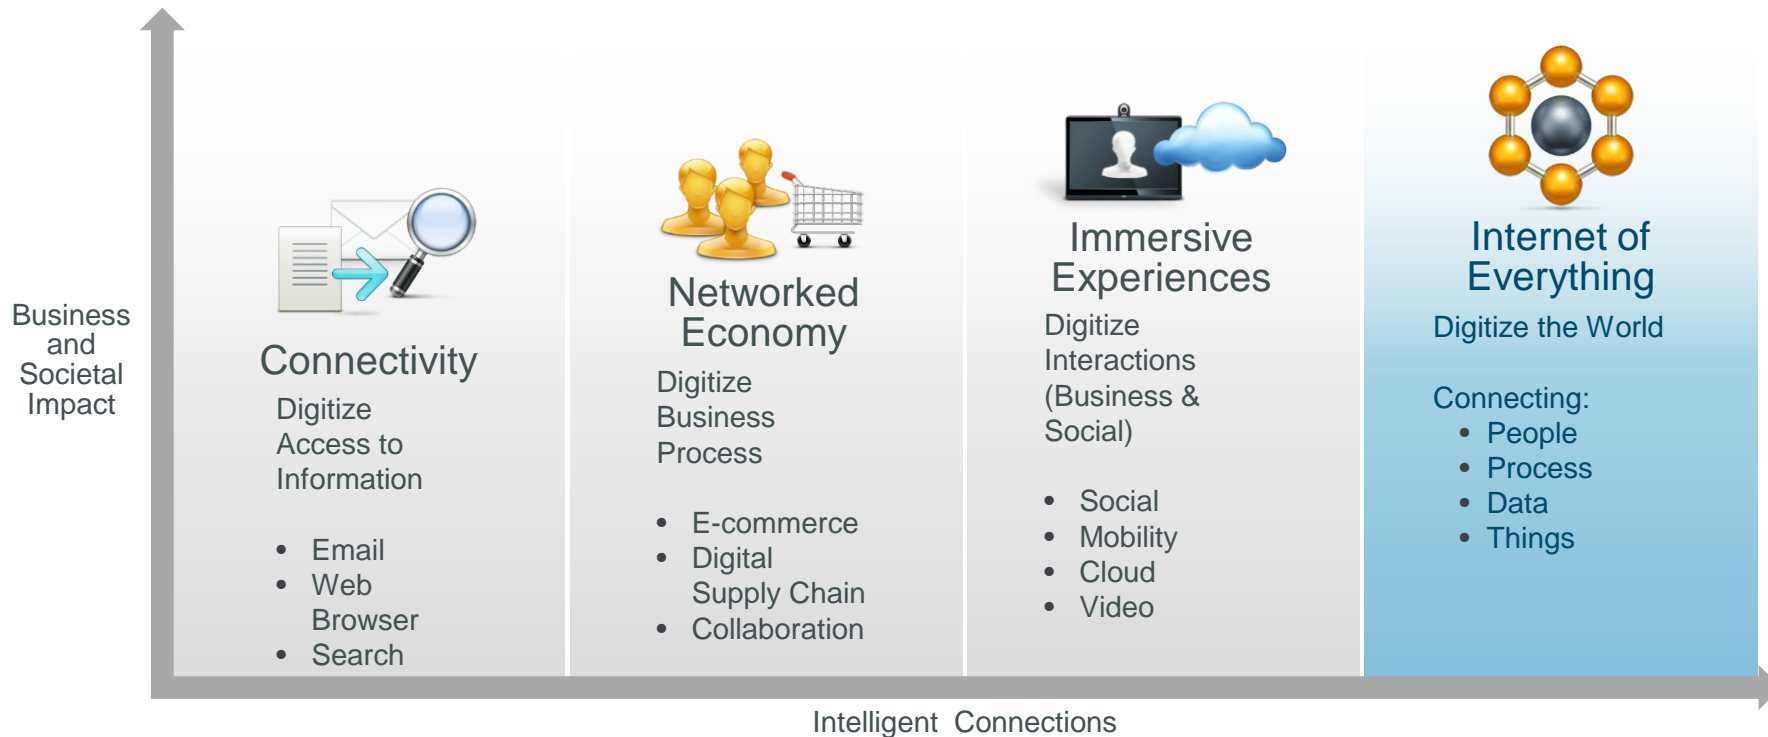 Business
and
Societal
Impact
Connectivity
Digitize
Access to
Information
• Email
• Web
Browser
• Search
Networked
Economy
Digitize
Business
Process
• E-commerce
• Digital
Supply Chain
• Collaboration
Immersive
Experiences
Digitize
Interactions
(Business &
Social)
• Social
• Mobility
• Cloud
• Video
Internet of
Everything
Digitize the World
Connecting:
• People
• Process
• Data
• Things
Intelligent Connections